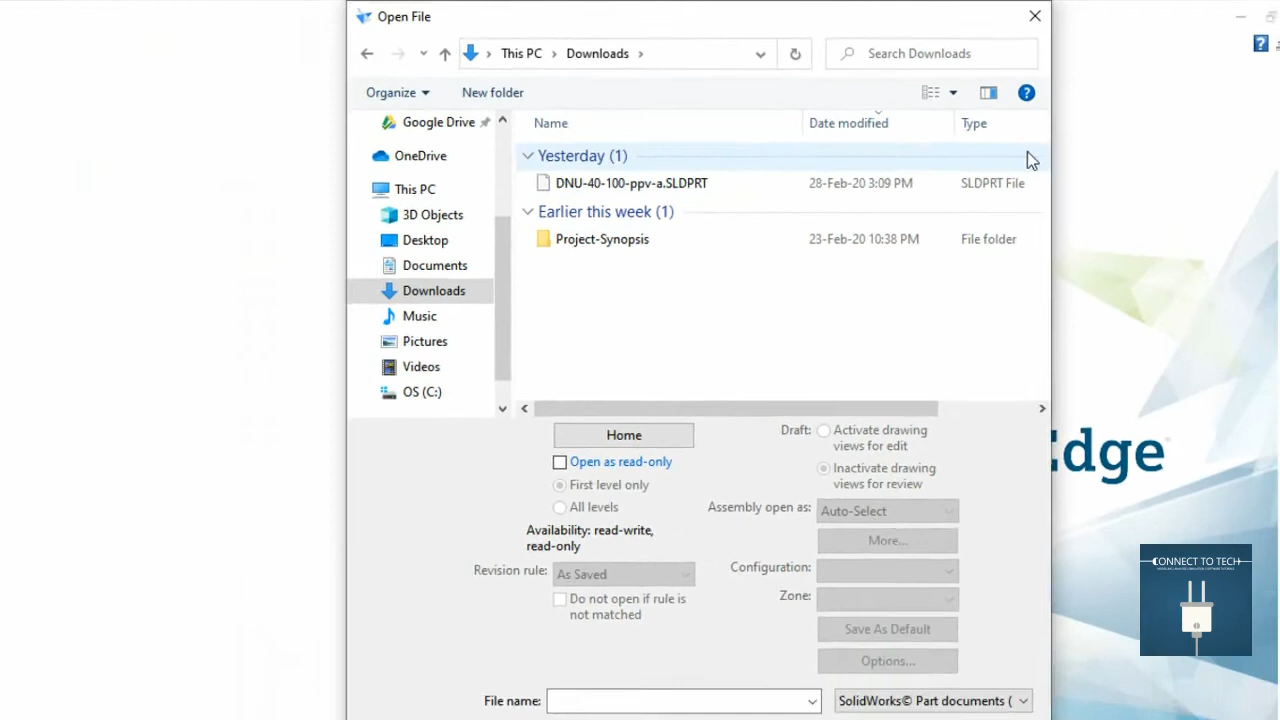 Open File
This PC
Downloads
Search Downloads
Organize
New folder
Name
Date modified
Type
Google Drive
OneDrive
This PC
3D Objects
Desktop
Documents
Downloads
Music
Pictures
Videos
OS (C:)
Yesterday (1)
DNU-40-100-ppv-a.SLDPRT
28-Feb-20 3:09 PM
SLDPRT File
Earlier this week (1)
Project-Synopsis
23-Feb-20 10:38 PM
File folder
Home
Open as read-only
First level only
All levels
Availability: read-write,
read-only
Revision rule:
As Saved
Do not open if rule is
not matched
Draft:
Activate drawing
views for edit
Inactivate drawing
views for review
Assembly open as:
Auto-Select
More...
Configuration:
Zone:
Save As Default
Options...
File name:
SolidWorks© Part documents (
Edge
CONNECT TO TECH